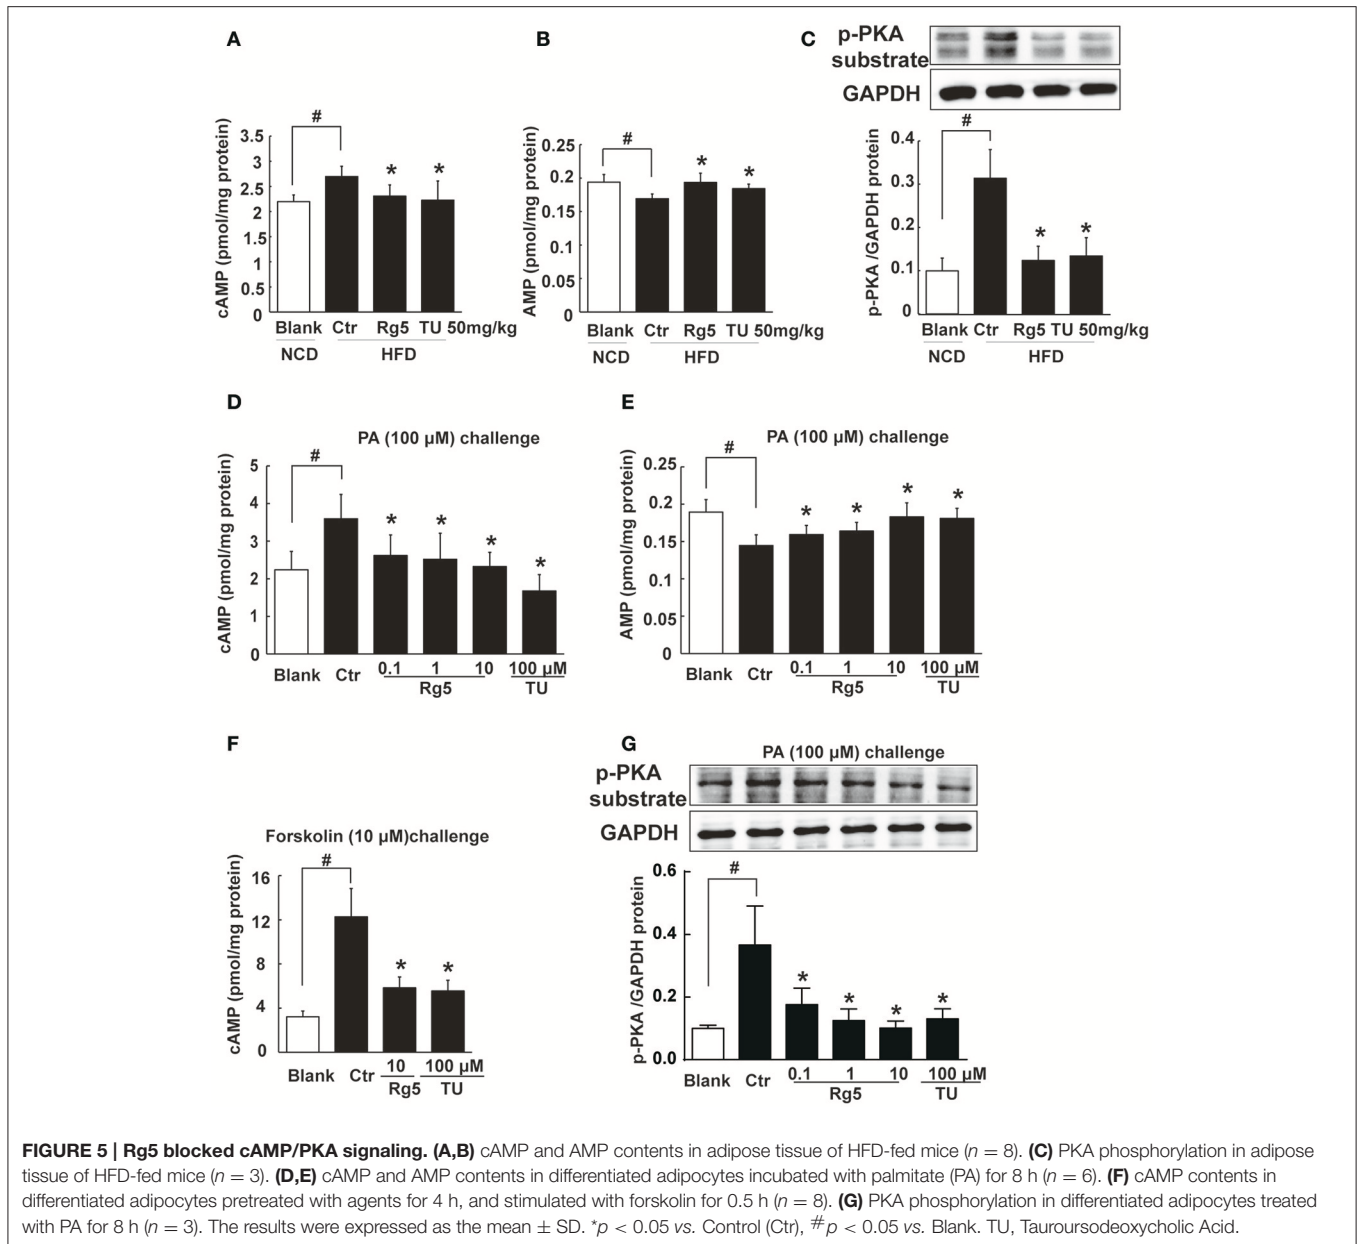 A
#
cAMP (pmol/mg protein)
3.5
3
2.5
2
1.5
1
0.5
0
* *
Blank Ctr Rg5 TU 50mg/kg
NCD HFD
B
#
AMP (pmol/mg protein)
0.25
0.2
0.15
0.1
0.05
0
* *
Blank Ctr Rg5 TU 50mg/kg
NCD HFD
C
p-PKA
substrate
GAPDH
#
p-PKA /GAPDH protein
0.4
0.3
0.2
0.1
0
* *
Blank Ctr Rg5 TU 50mg/kg
NCD HFD
D
PA (100 µM) challenge
#
cAMP (pmol/mg protein)
5
4
3
2
1
0
* * * *
Blank Ctr 0.1 1 10 100 µM
Rg5 TU
E
PA (100 µM) challenge
#
AMP (pmol/mg protein)
0.25
0.2
0.15
0.1
0.05
0
* * * *
Blank Ctr 0.1 1 10 100 µM
Rg5 TU
F
Forskolin (10 µM)challenge
#
cAMP (pmol/mg protein)
16
12
8
4
0
* *
Blank Ctr 10 100 µM
Rg5 TU
G
PA (100 µM) challenge
p-PKA
substrate
GAPDH
#
p-PKA /GAPDH protein
0.6
0.4
0.2
0.0
* * * *
Blank Ctr 0.1 1 10 100 µM
Rg5 TU
FIGURE 5 | Rg5 blocked cAMP/PKA signaling. (A,B) cAMP and AMP contents in adipose tissue of HFD-fed mice (n = 8). (C) PKA phosphorylation in adipose
tissue of HFD-fed mice (n = 3). (D,E) cAMP and AMP contents in differentiated adipocytes incubated with palmitate (PA) for 8 h (n = 6). (F) cAMP contents in
differentiated adipocytes pretreated with agents for 4 h, and stimulated with forskolin for 0.5 h (n = 8). (G) PKA phosphorylation in differentiated adipocytes treated
with PA for 8 h (n = 3). The results were expressed as the mean ± SD. *p < 0.05 vs. Control (Ctr), #p < 0.05 vs. Blank. TU, Tauroursodeoxycholic Acid.